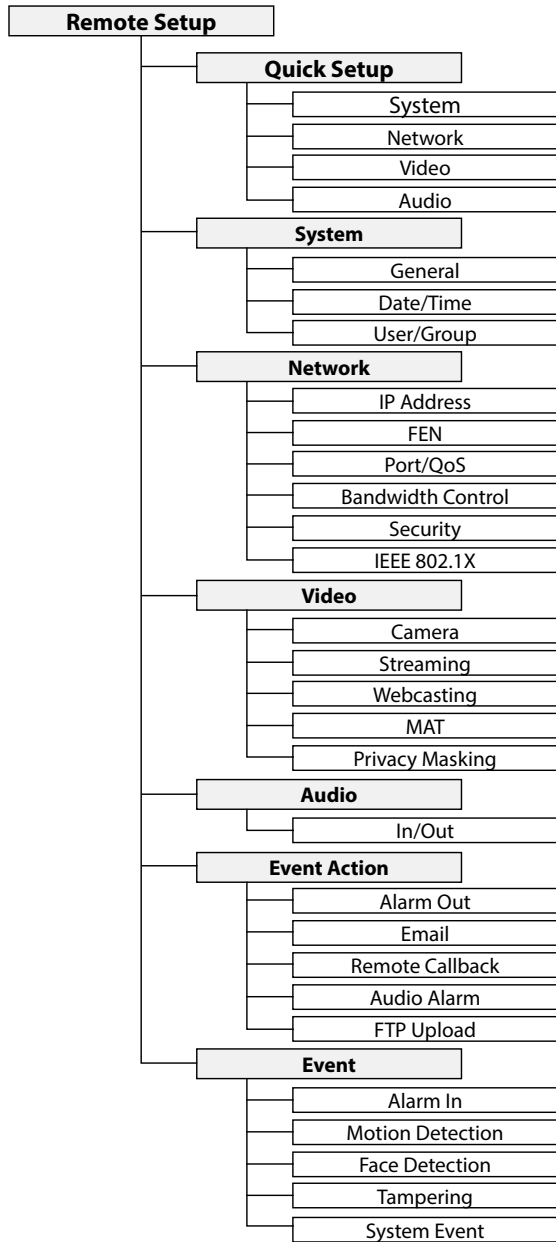 Remote Setup
Quick Setup
System
Network
Video
Audio
System
General
Date/Time
User/Group
Network
IP Address
FEN
Port/QoS
Bandwidth Control
Security
IEEE 802.1X
Video
Camera
Streaming
Webcasting
MAT
Privacy Masking
Audio
In/Out
Event Action
Alarm Out
Email
Remote Callback
Audio Alarm
FTP Upload
Event
Alarm In
Motion Detection
Face Detection
Tampering
System Event